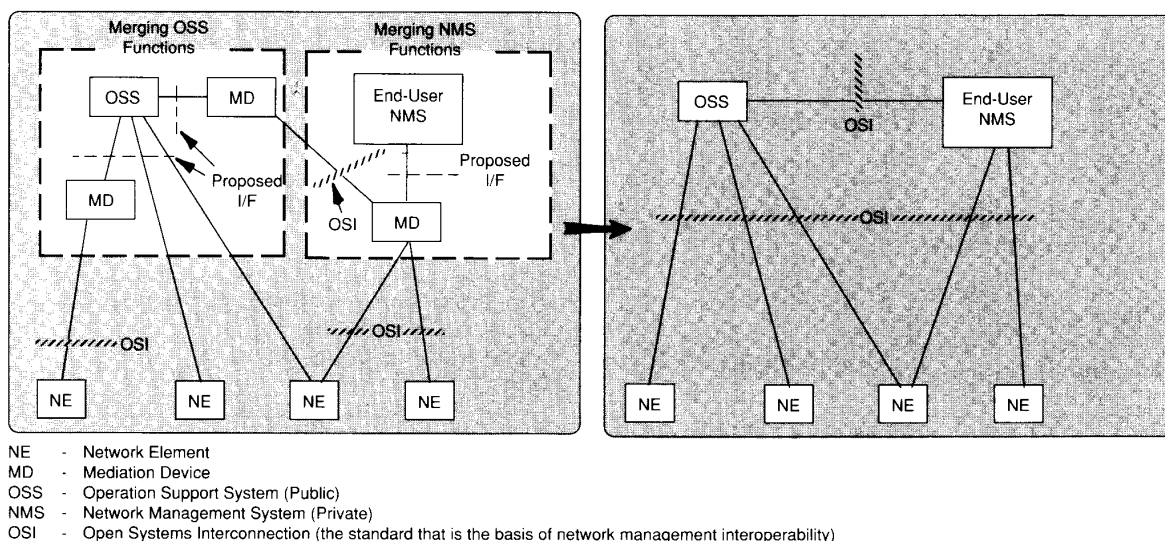 Merging OSS
Functions
Merging NMS
Functions
OSS
MD
End-User
NMS
Proposed
I/F
MD
Proposed
I/F
OSI
MD
OSI
OSI
NE
NE
NE
NE
OSS
OSI
End-User
NMS
OSI
NE
NE
NE
NE
NE - Network Element
MD - Mediation Device
OSS - Operation Support System (Public)
NMS - Network Management System (Private)
OSI - Open Systems Interconnection (the standard that is the basis of network management interoperability)